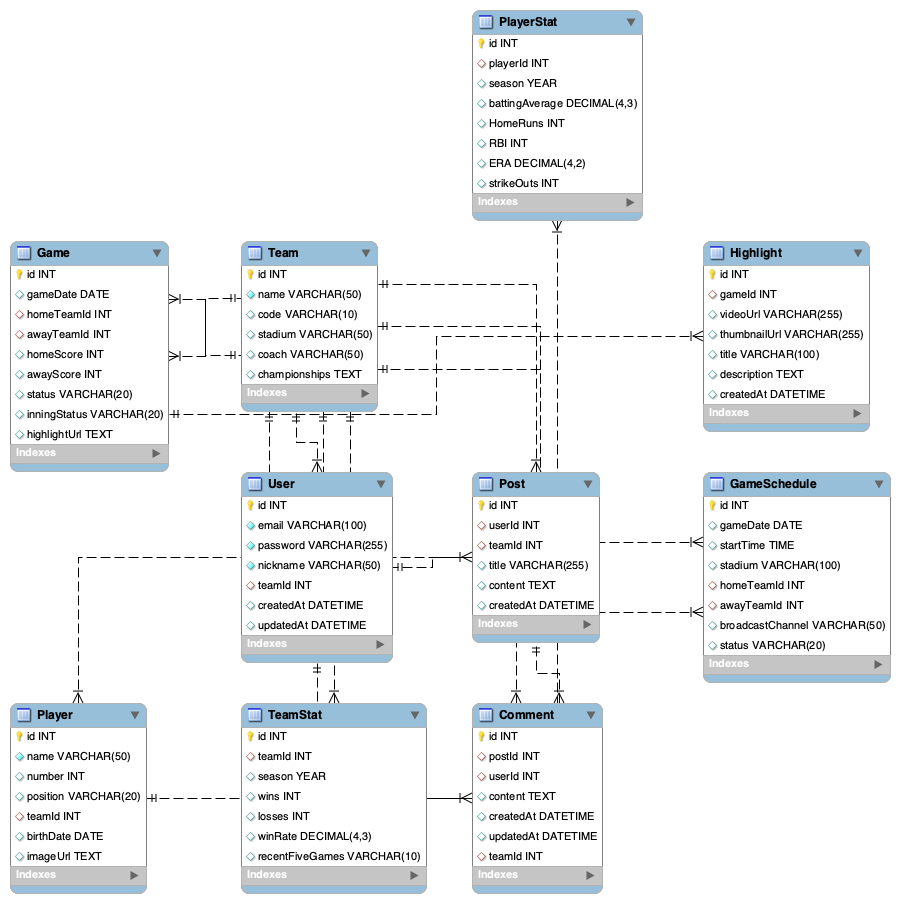 PlayerStat
id INT
playerId INT
season YEAR
battingAverage DECIMAL(4,3)
HomeRuns INT
RBI INT
ERA DECIMAL(4,2)
strikeOuts INT
Indexes
Game
id INT
gameDate DATE
homeTeamId INT
awayTeamId INT
homeScore INT
awayScore INT
status VARCHAR(20)
inningStatus VARCHAR(20)
highlightUrl TEXT
Indexes
Team
id INT
name VARCHAR(50)
code VARCHAR(10)
stadium VARCHAR(50)
coach VARCHAR(50)
championships TEXT
Indexes
Highlight
id INT
gameId INT
videoUrl VARCHAR(255)
thumbnailUrl VARCHAR(255)
title VARCHAR(100)
description TEXT
createdAt DATETIME
Indexes
User
id INT
email VARCHAR(100)
password VARCHAR(255)
nickname VARCHAR(50)
teamId INT
createdAt DATETIME
updatedAt DATETIME
Indexes
Post
id INT
userId INT
teamId INT
title VARCHAR(255)
content TEXT
createdAt DATETIME
Indexes
GameSchedule
id INT
gameDate DATE
startTime TIME
stadium VARCHAR(100)
homeTeamId INT
awayTeamId INT
broadcastChannel VARCHAR(50)
status VARCHAR(20)
Indexes
Player
id INT
name VARCHAR(50)
number INT
position VARCHAR(20)
teamId INT
birthDate DATE
imageUrl TEXT
Indexes
TeamStat
id INT
teamId INT
season YEAR
wins INT
losses INT
winRate DECIMAL(4,3)
recentFiveGames VARCHAR(10)
Indexes
Comment
id INT
postId INT
userId INT
content TEXT
createdAt DATETIME
updatedAt DATETIME
teamId INT
Indexes